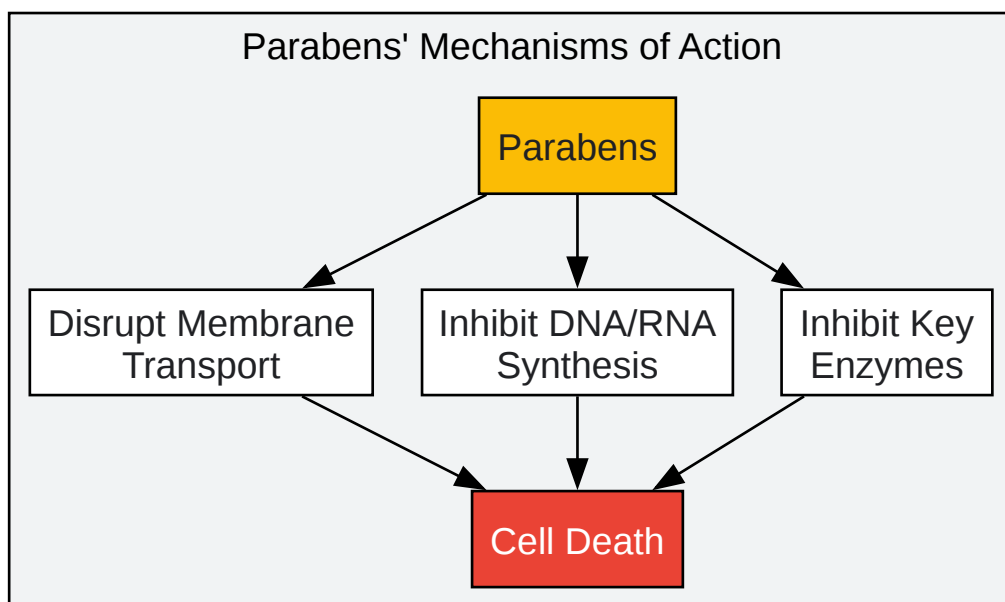 Parabens' Mechanisms of Action
Parabens
Disrupt Membrane
Transport
Inhibit DNA/RNA
Synthesis
Inhibit Key
Enzymes
Cell Death